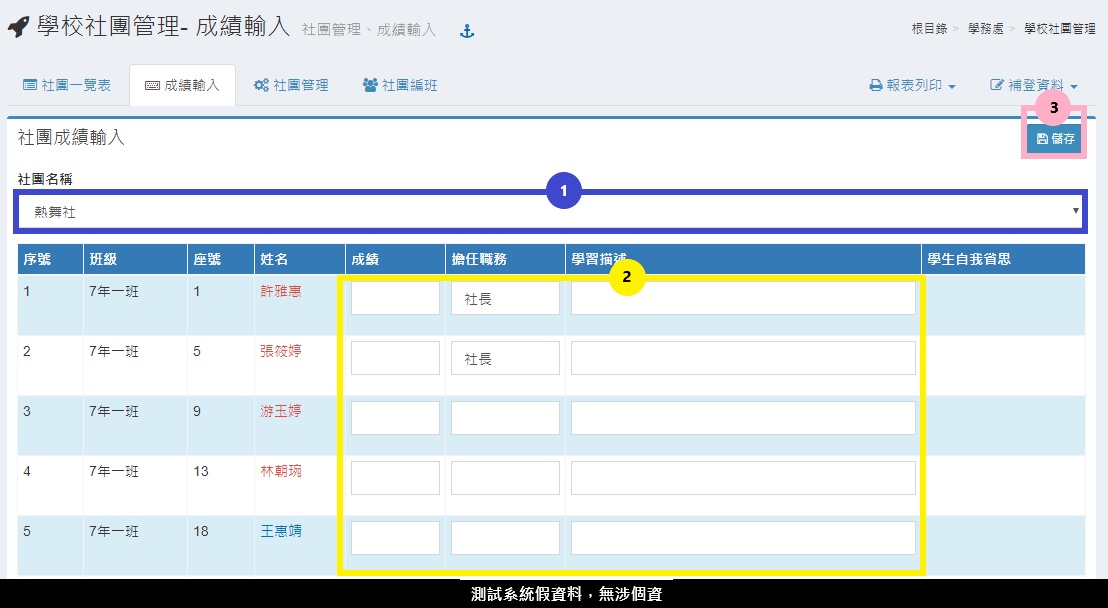 學校社團管理- 成績輸入 社團管理、成績輸入
根目錄 > 學務處 > 學校社團管理
社團一覽表 成績輸入 社團管理 社團編班 報表列印 補登資料
3
社團成績輸入 儲存
社團名稱
1
熱舞社
序號 班級 座號 姓名 成績 擔任職務 學習描述 學生自我省思
2
1 7年一班 1 許雅惠 社長
2 7年一班 5 張筱婷 社長
3 7年一班 9 游玉婷
4 7年一班 13 林朝琬
5 7年一班 18 王惠靖
測試系統假資料，無涉個資